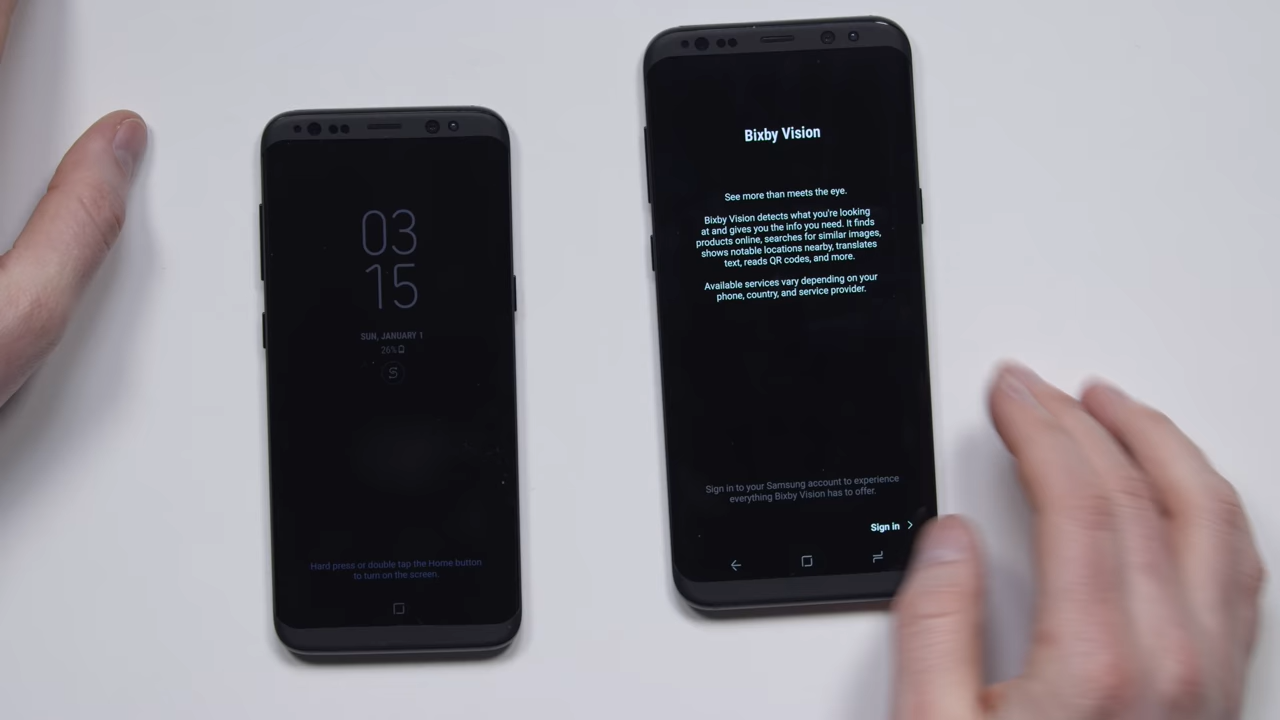 03
15
SUN, JANUARY 1
26%
Hard press or double tap the Home button
to turn on the screen.
Bixby Vision
See more than meets the eye.
Bixby Vision detects what you're looking
at and gives you the info you need. It finds
products online, searches for similar images,
shows notable locations nearby, translates
text, reads QR codes, and more.
Available services vary depending on your
phone, country, and service provider.
Sign in to your Samsung account to experience
everything Bixby Vision has to offer.
Sign in